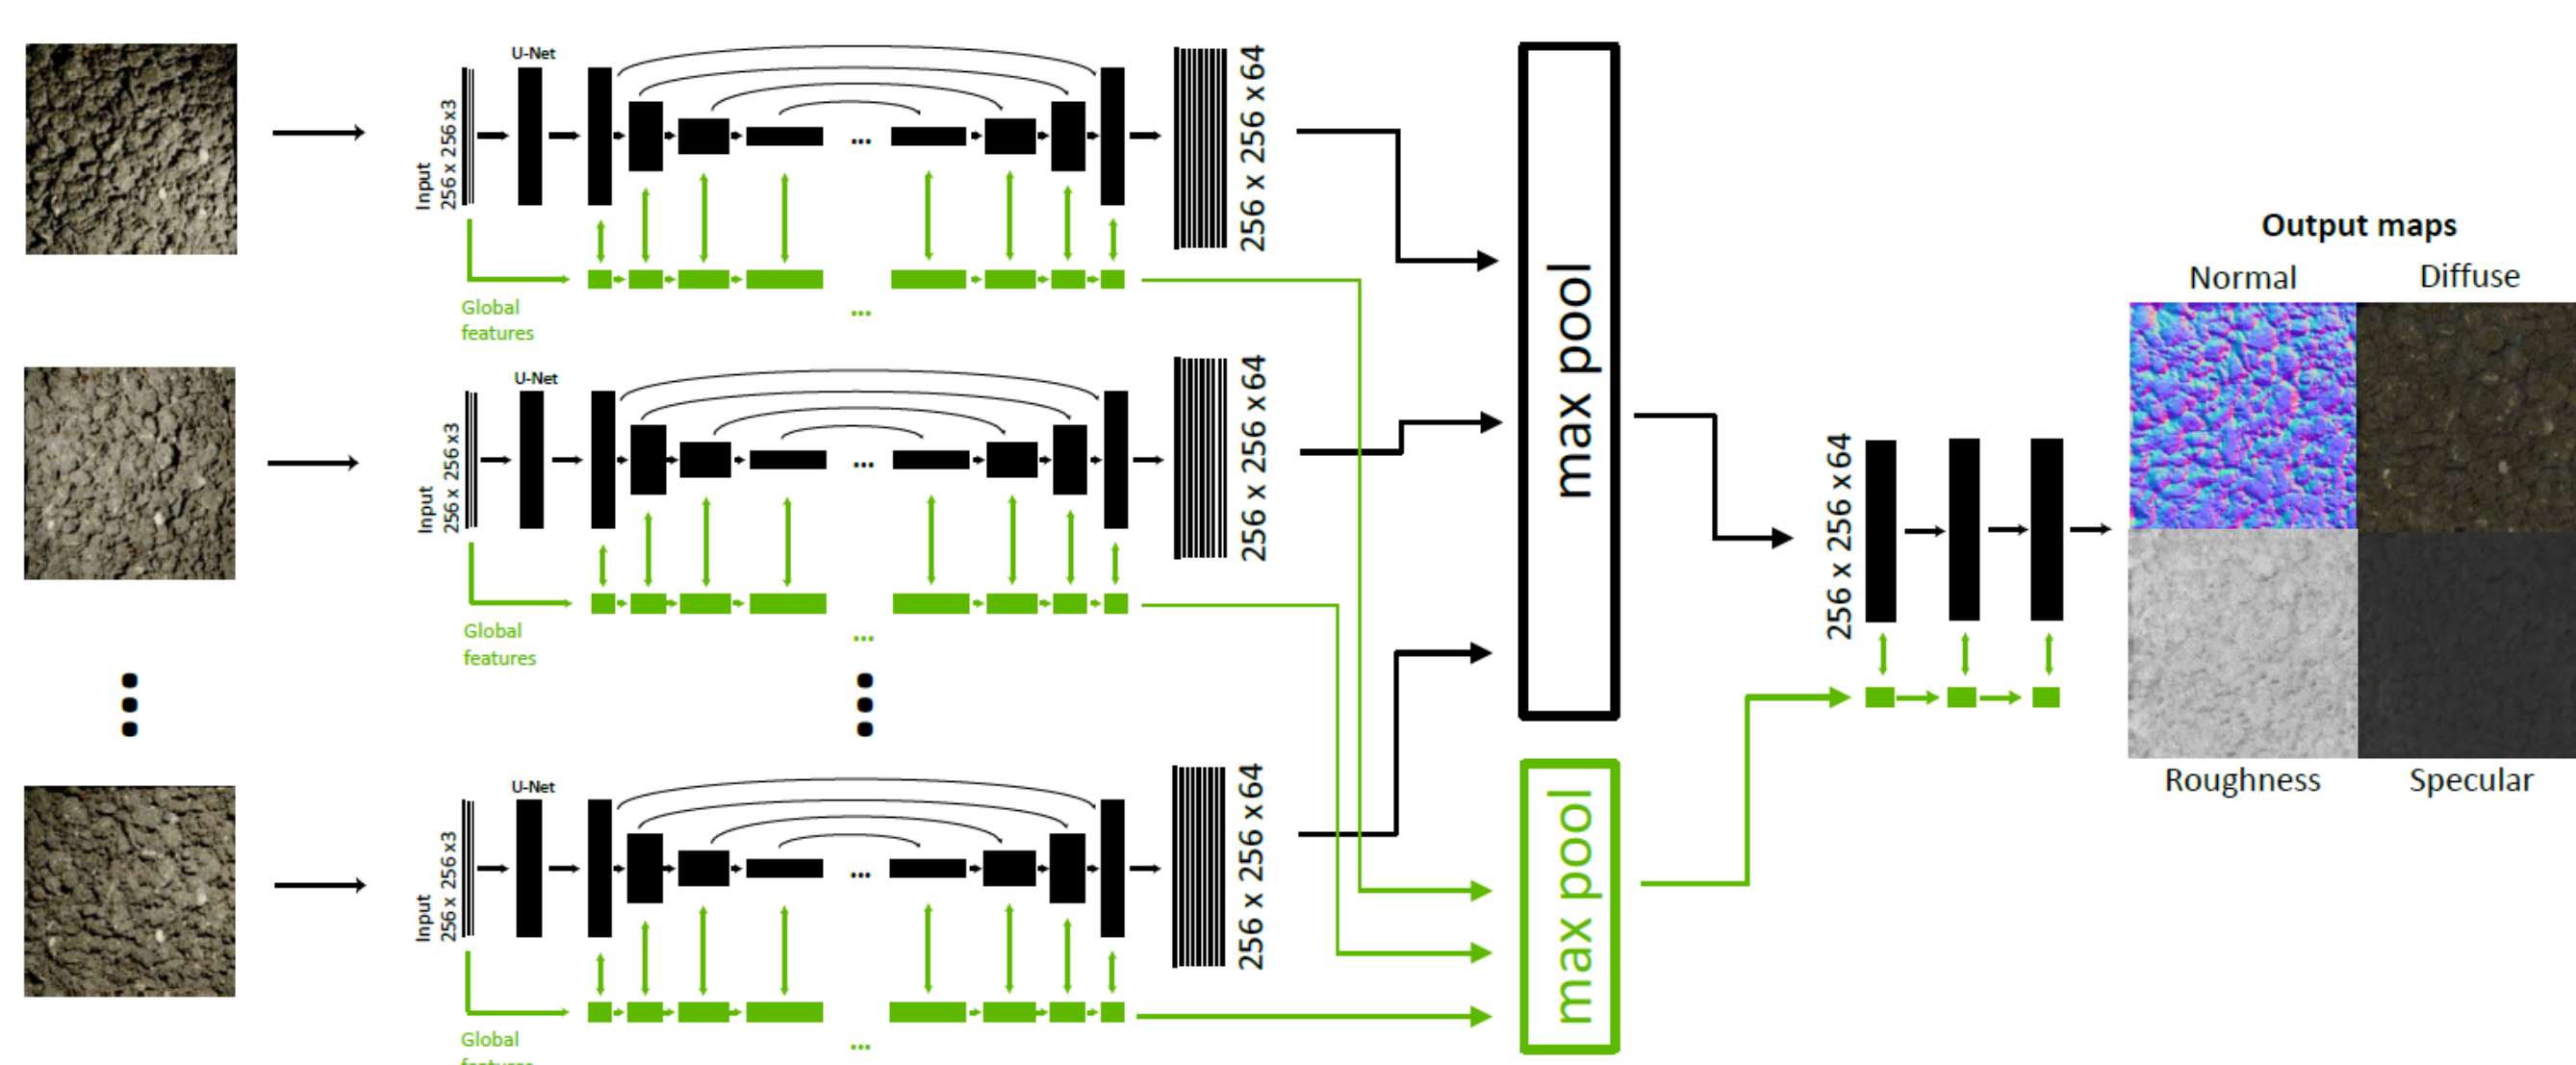 U-Net
Input
256 x 256 x3
Global
features
...
...
256 x 256 x 64
U-Net
Input
256 x 256 x3
Global
features
...
...
256 x 256 x 64
U-Net
Input
256 x 256 x3
Global
features
...
...
256 x 256 x 64
max pool
max pool
256 x 256 x 64
Output maps
Normal
Diffuse
Roughness
Specular